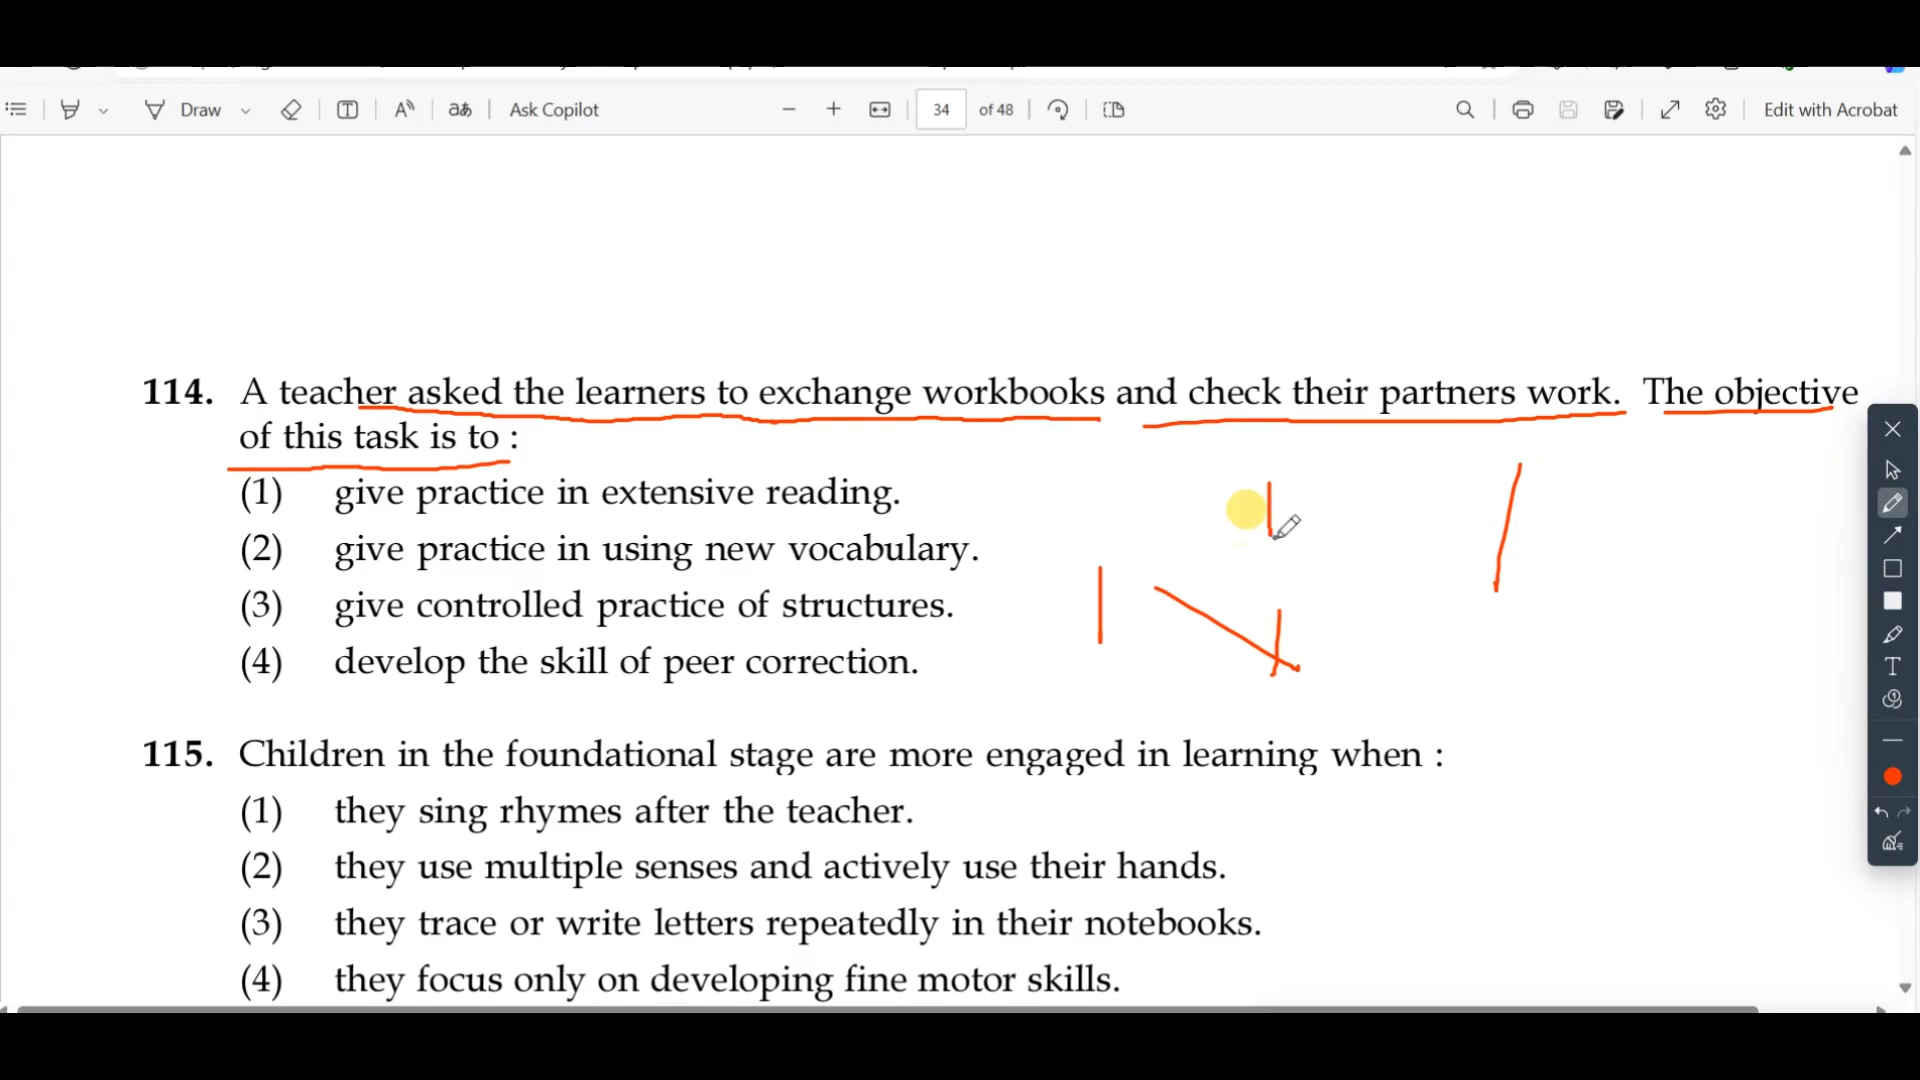 Draw
aあ
Ask Copilot
34 of 48
Edit with Acrobat
114. A teacher asked the learners to exchange workbooks and check their partners work. The objective
of this task is to :
(1) give practice in extensive reading.
(2) give practice in using new vocabulary.
(3) give controlled practice of structures.
(4) develop the skill of peer correction.
115. Children in the foundational stage are more engaged in learning when :
(1) they sing rhymes after the teacher.
(2) they use multiple senses and actively use their hands.
(3) they trace or write letters repeatedly in their notebooks.
(4) they focus only on developing fine motor skills.